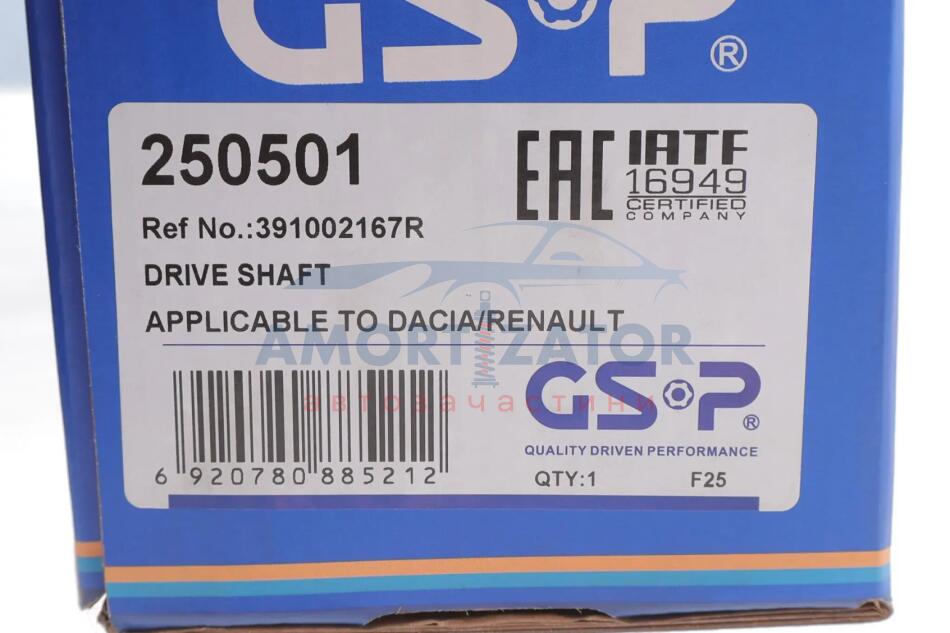 GSP®
250501
EAC
IATF
16949
CERTIFIED
COMPANY
Ref No.:391002167R
DRIVE SHAFT
APPLICABLE TO DACIA/RENAULT
AMORTIZATOR
автозапчастини
GSP®
QUALITY DRIVEN PERFORMANCE
6 920780 885212
QTY:1 F25